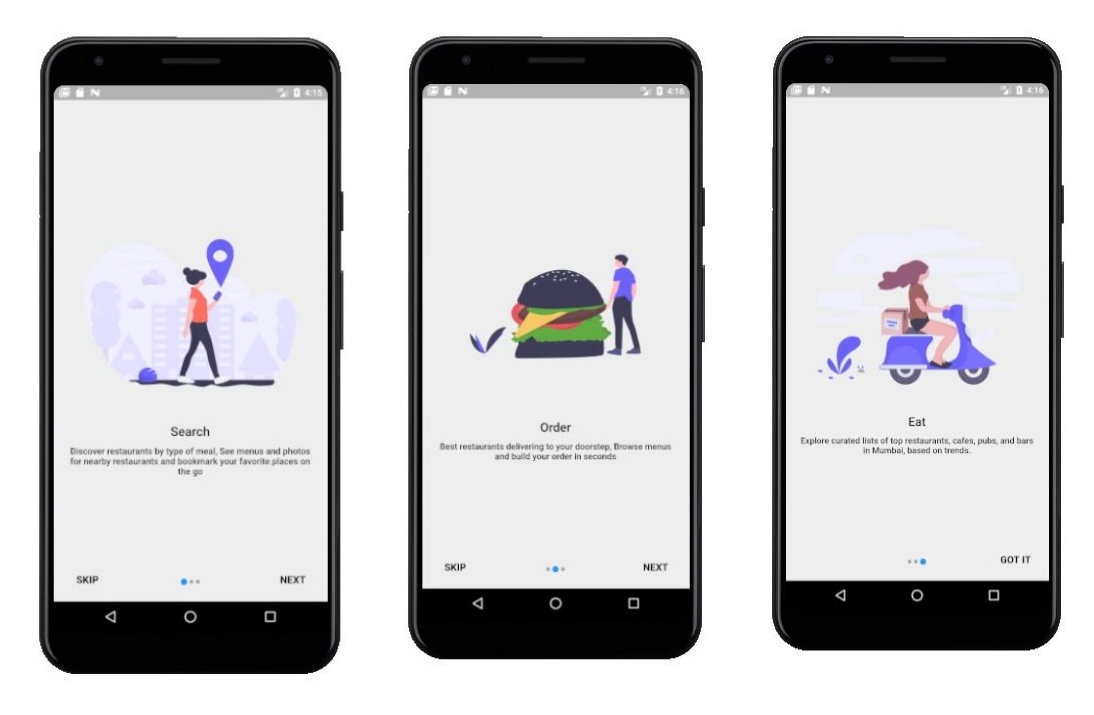 4:15
Search
Discover restaurants by type of meal, See menus and photos
for nearby restaurants and bookmark your favorite places on
the go
SKIP
NEXT
4:16
Order
Best restaurants delivering to your doorstep, Browse menus
and build your order in seconds
SKIP
NEXT
4:16
Eat
Explore curated lists of top restaurants, cafes, pubs, and bars
in Mumbai, based on trends.
GOT IT